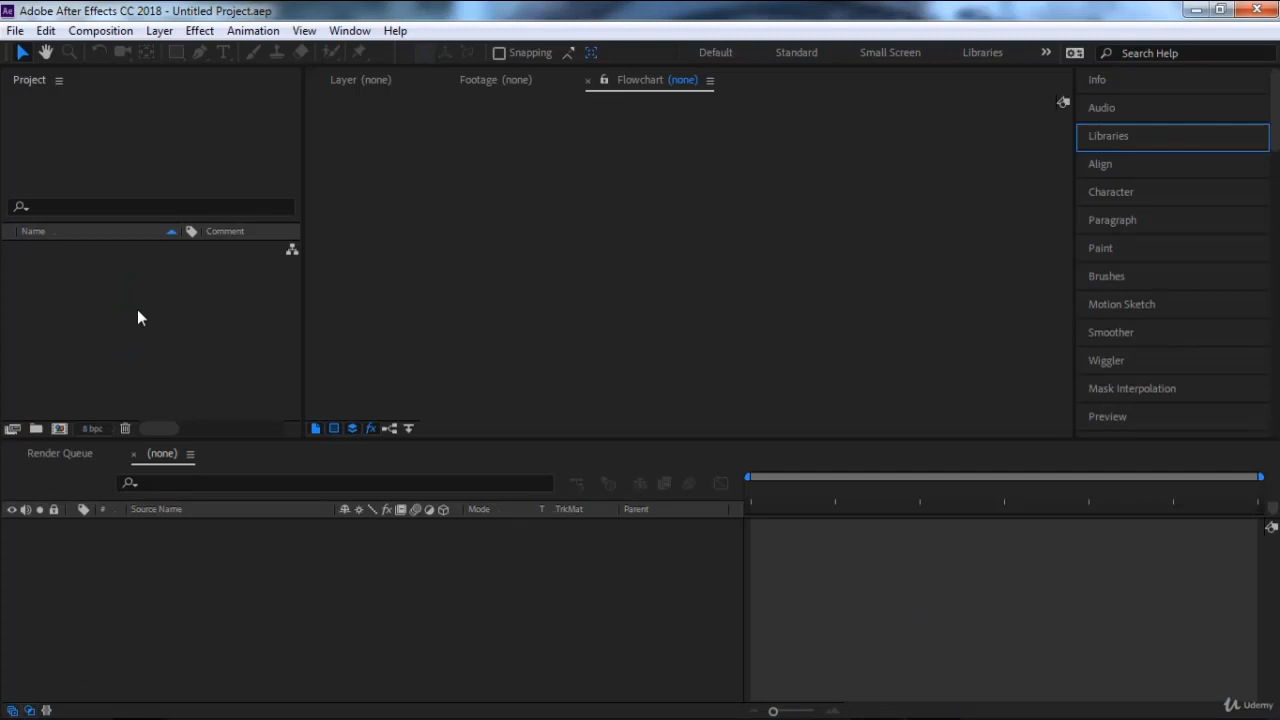 Ae Adobe After Effects CC 2018 - Untitled Project.aep
File Edit Composition Layer Effect Animation View Window Help
Snapping Default Standard Small Screen Libraries Search Help
Project Layer (none) Footage (none) Flowchart (none) Info
Audio
Libraries
Align
Character
Paragraph
Name Comment
Paint
Brushes
Motion Sketch
Smoother
Wiggler
Mask Interpolation
Preview
8 bpc fx
Render Queue (none)
# Source Name fx Mode T .TrkMat Parent
Udemy